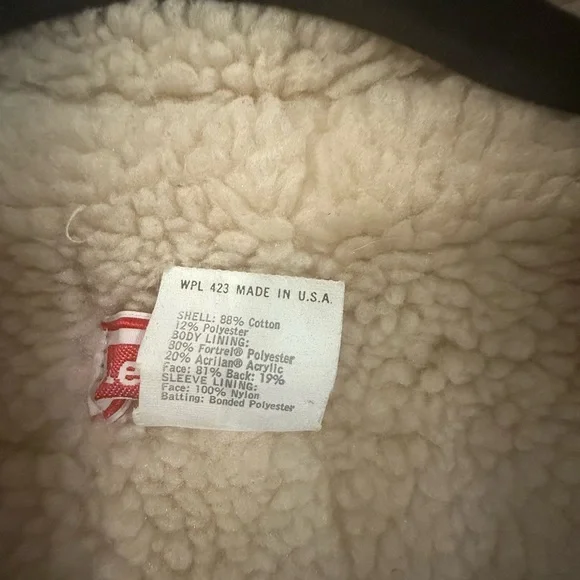 WPL 423 MADE IN U.S.A.
SHELL: 88% Cotton
12% Polyester
BODY LINING:
80% Fortrel® Polyester
20% Acrilan® Acrylic
Face: 81% Back: 19%
SLEEVE LINING:
Face: 100% Nylon
Batting: Bonded Polyester